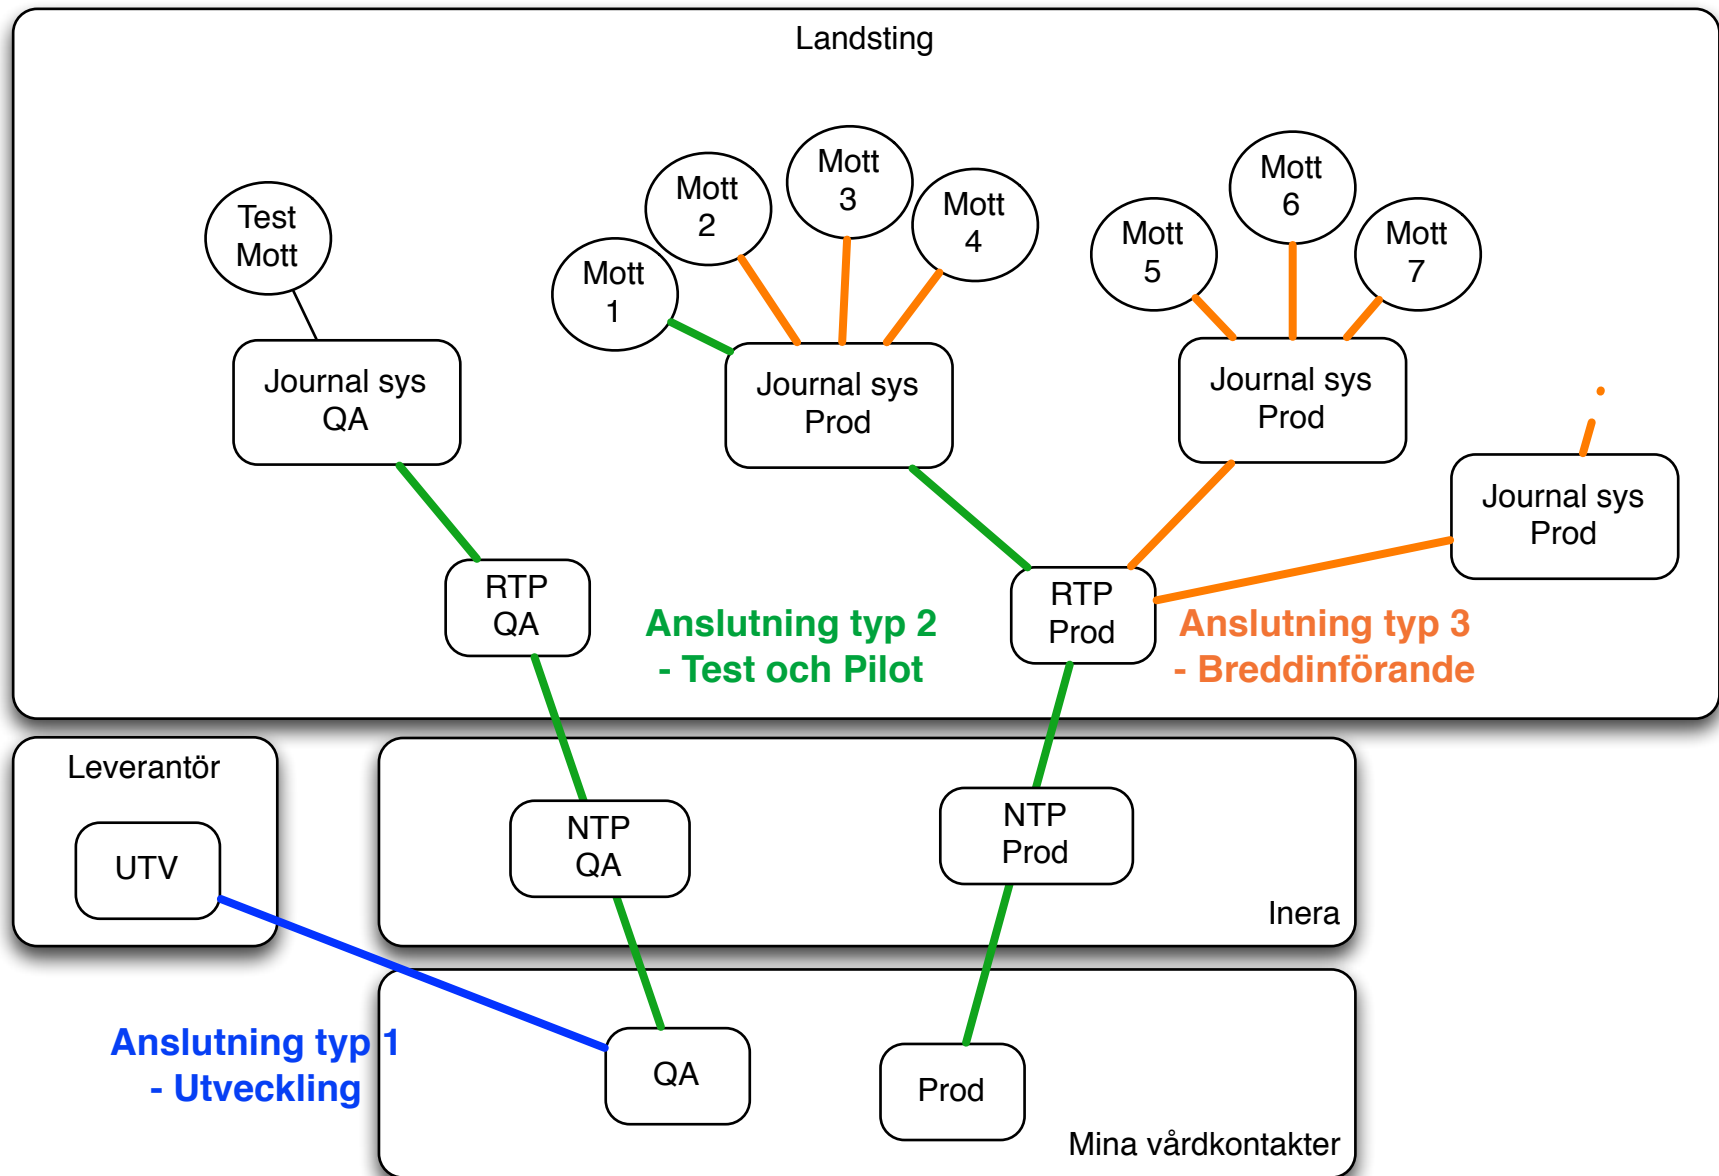 Landsting
Test
Mott
Mott
1
Mott
2
Mott
3
Mott
4
Mott
5
Mott
6
Mott
7
Journal sys
QA
Journal sys
Prod
Journal sys
Prod
Journal sys
Prod
RTP
QA
Anslutning typ 2
- Test och Pilot
RTP
Prod
Anslutning typ 3
- Breddinförande
Leverantör
UTV
NTP
QA
NTP
Prod
Inera
Anslutning typ 1
- Utveckling
QA
Prod
Mina vårdkontakter